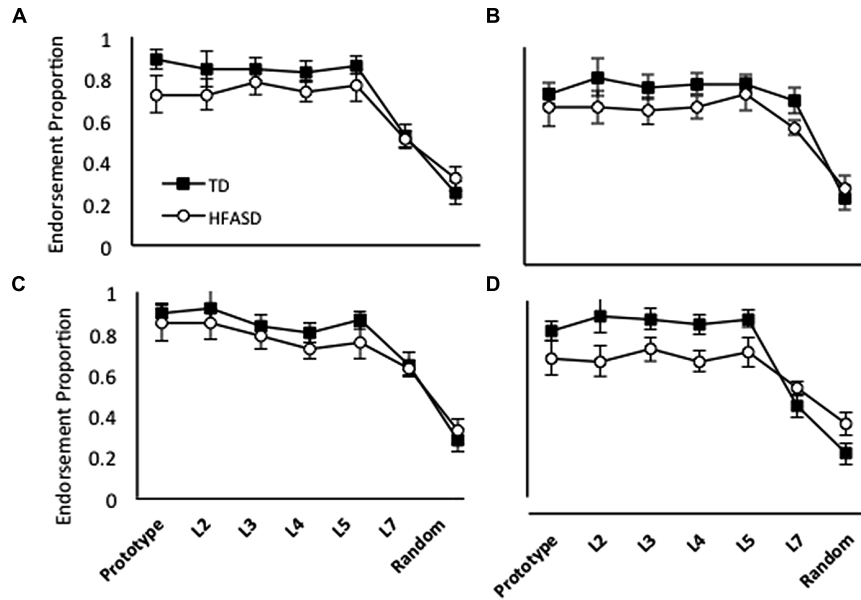 A
B
Endorsement Proportion
1
0.8
0.6
0.4
0.2
0
TD
HFASD
C
D
Endorsement Proportion
1
0.8
0.6
0.4
0.2
0
Prototype
L2
L3
L4
L5
L7
Random
Prototype
L2
L3
L4
L5
L7
Random